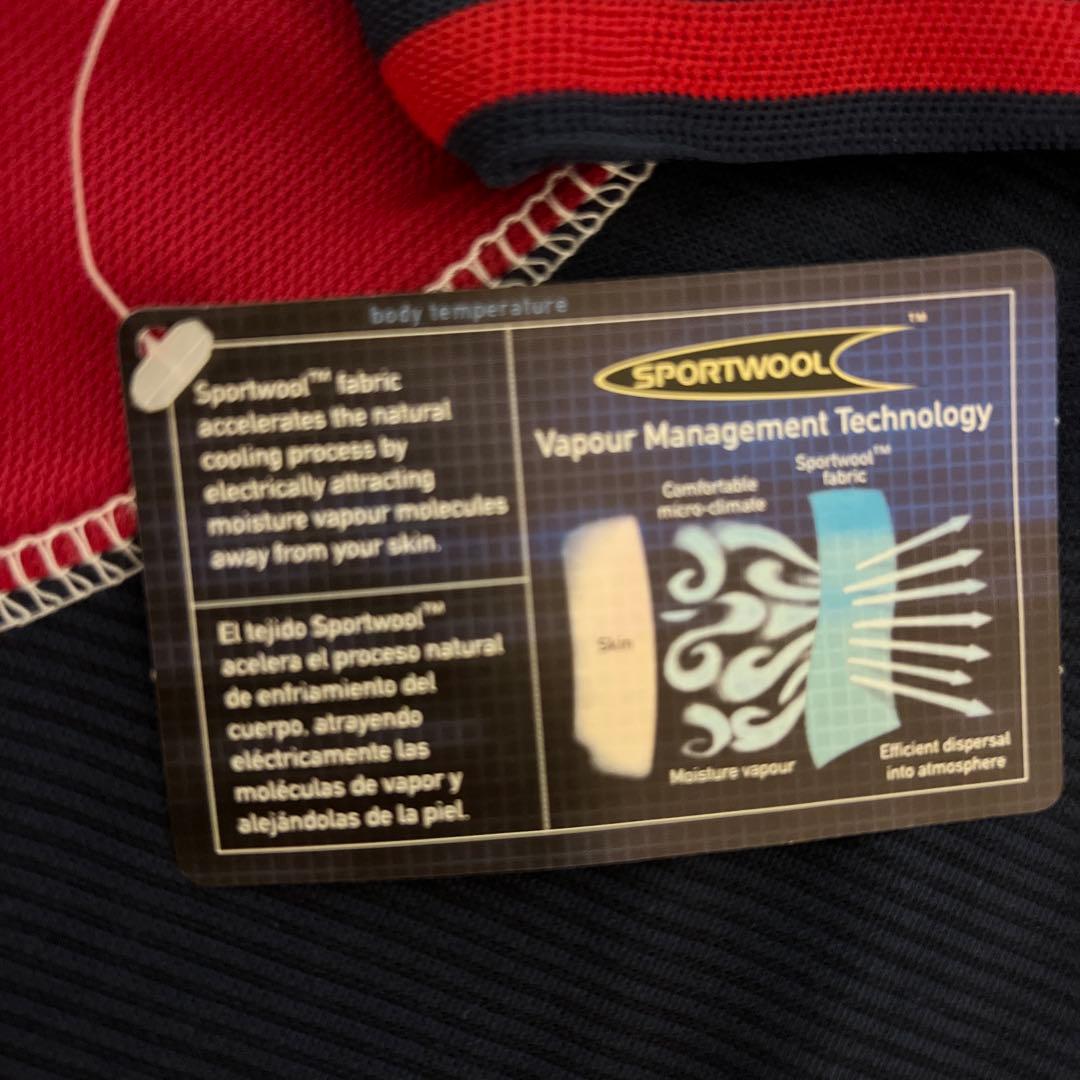 body temperature
Sportwool™ fabric
accelerates the natural
cooling process by
electrically attracting
moisture vapour molecules
away from your skin.
El tejido Sportwool™
acelera el proceso natural
de enfriamiento del
cuerpo, atrayendo
eléctricamente las
moléculas de vapor y
alejándolas de la piel.
SPORTWOOL™
Vapour Management Technology
Comfortable
micro-climate
Sportwool™
fabric
Skin
Moisture vapour
Efficient dispersal
into atmosphere